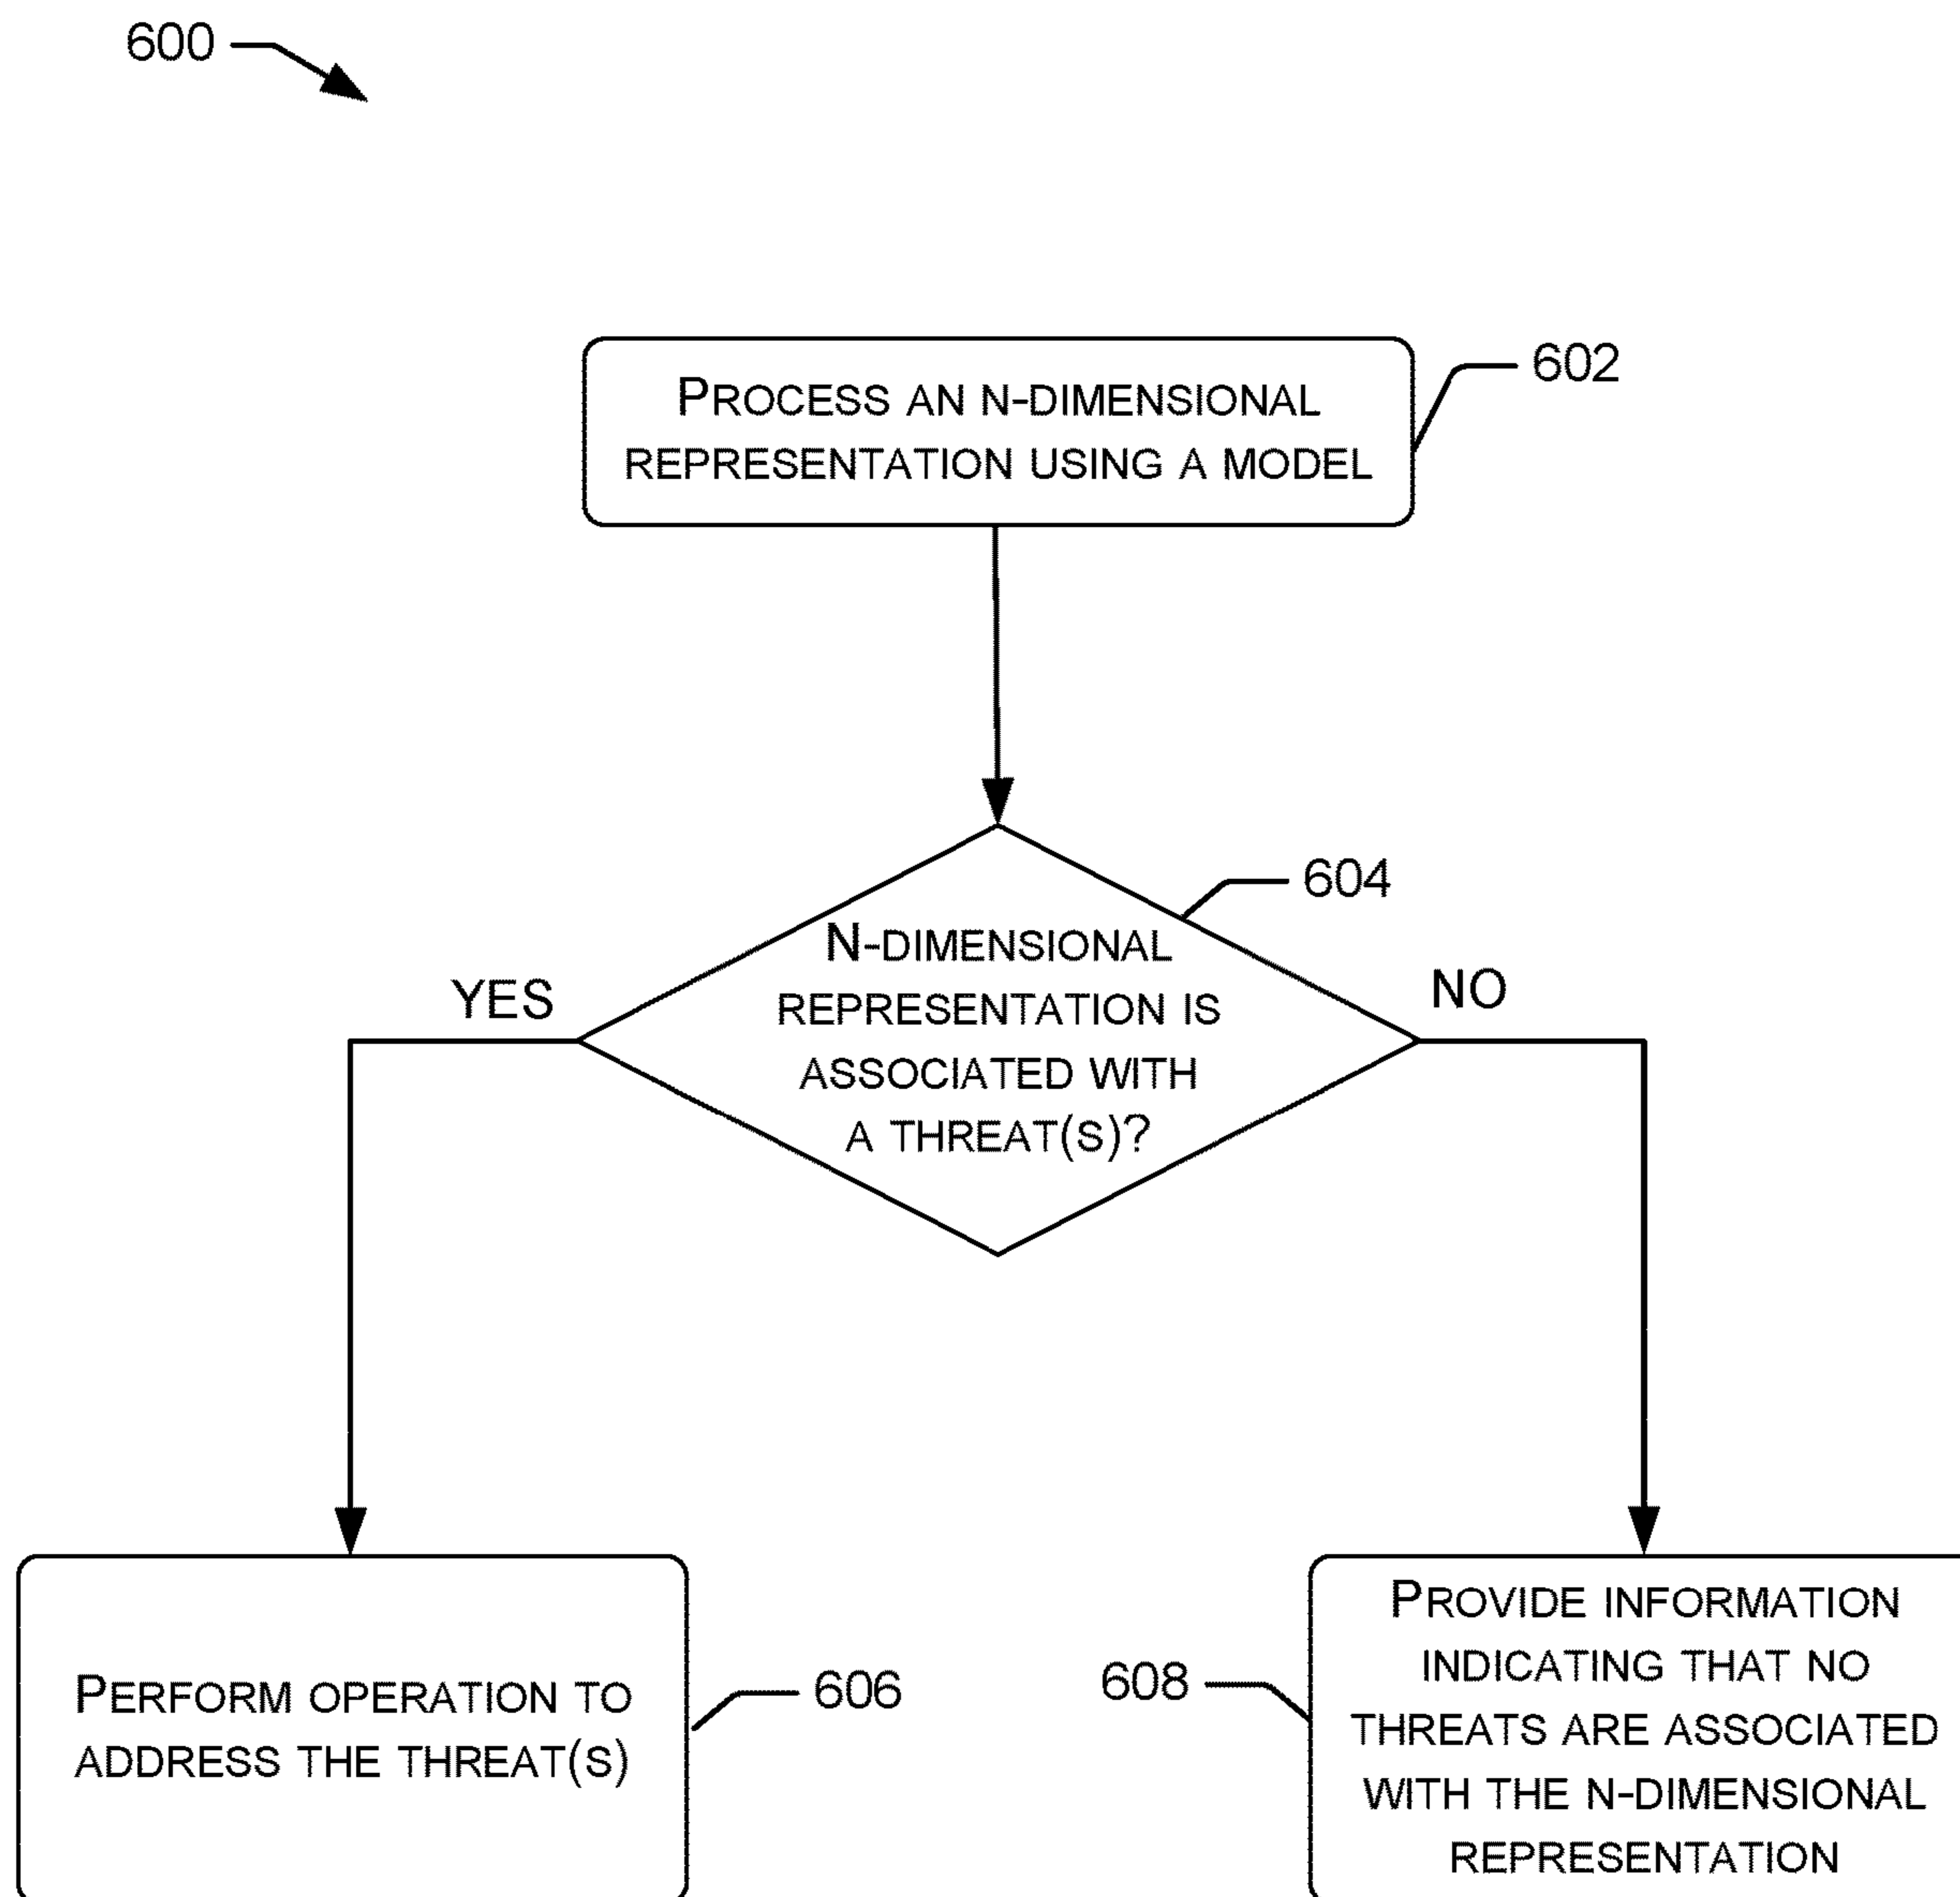 600
PROCESS AN N-DIMENSIONAL
REPRESENTATION USING A MODEL
602
604
N-DIMENSIONAL
REPRESENTATION IS
ASSOCIATED WITH
A THREAT(S)?
YES
NO
PERFORM OPERATION TO
ADDRESS THE THREAT(S)
606
608
PROVIDE INFORMATION
INDICATING THAT NO
THREATS ARE ASSOCIATED
WITH THE N-DIMENSIONAL
REPRESENTATION